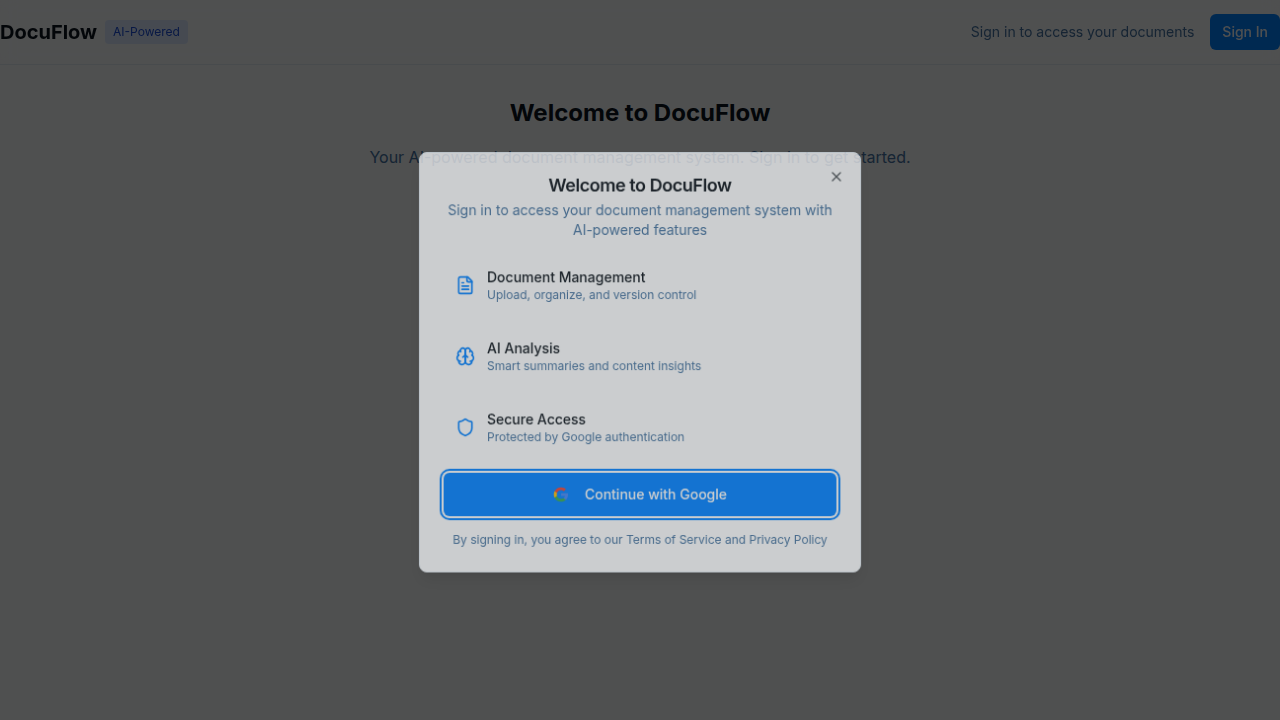 DocuFlow AI-Powered Sign in to access your documents Sign In
Welcome to DocuFlow
Your AI-powered document management system. Sign in to get started.
Welcome to DocuFlow
Sign in to access your document management system with
AI-powered features
Document Management
Upload, organize, and version control
AI Analysis
Smart summaries and content insights
Secure Access
Protected by Google authentication
Continue with Google
By signing in, you agree to our Terms of Service and Privacy Policy